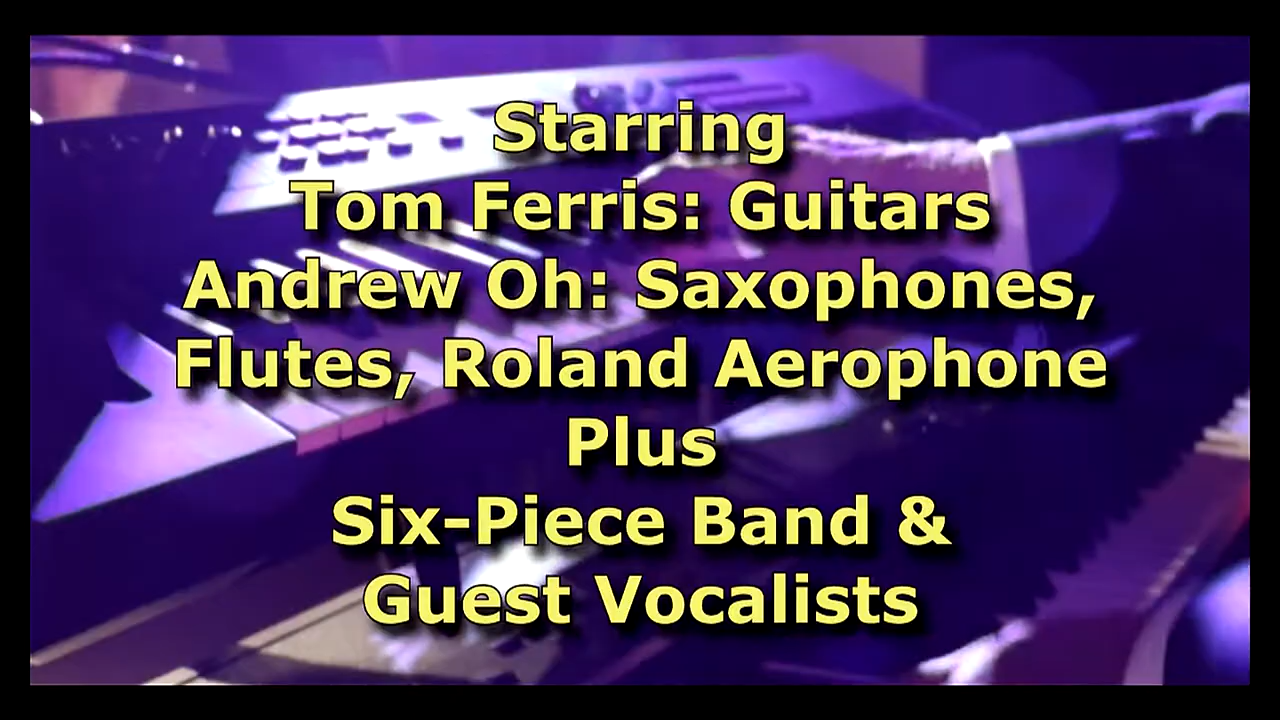 Starring
Tom Ferris: Guitars
Andrew Oh: Saxophones,
Flutes, Roland Aerophone
Plus
Six-Piece Band &
Guest Vocalists